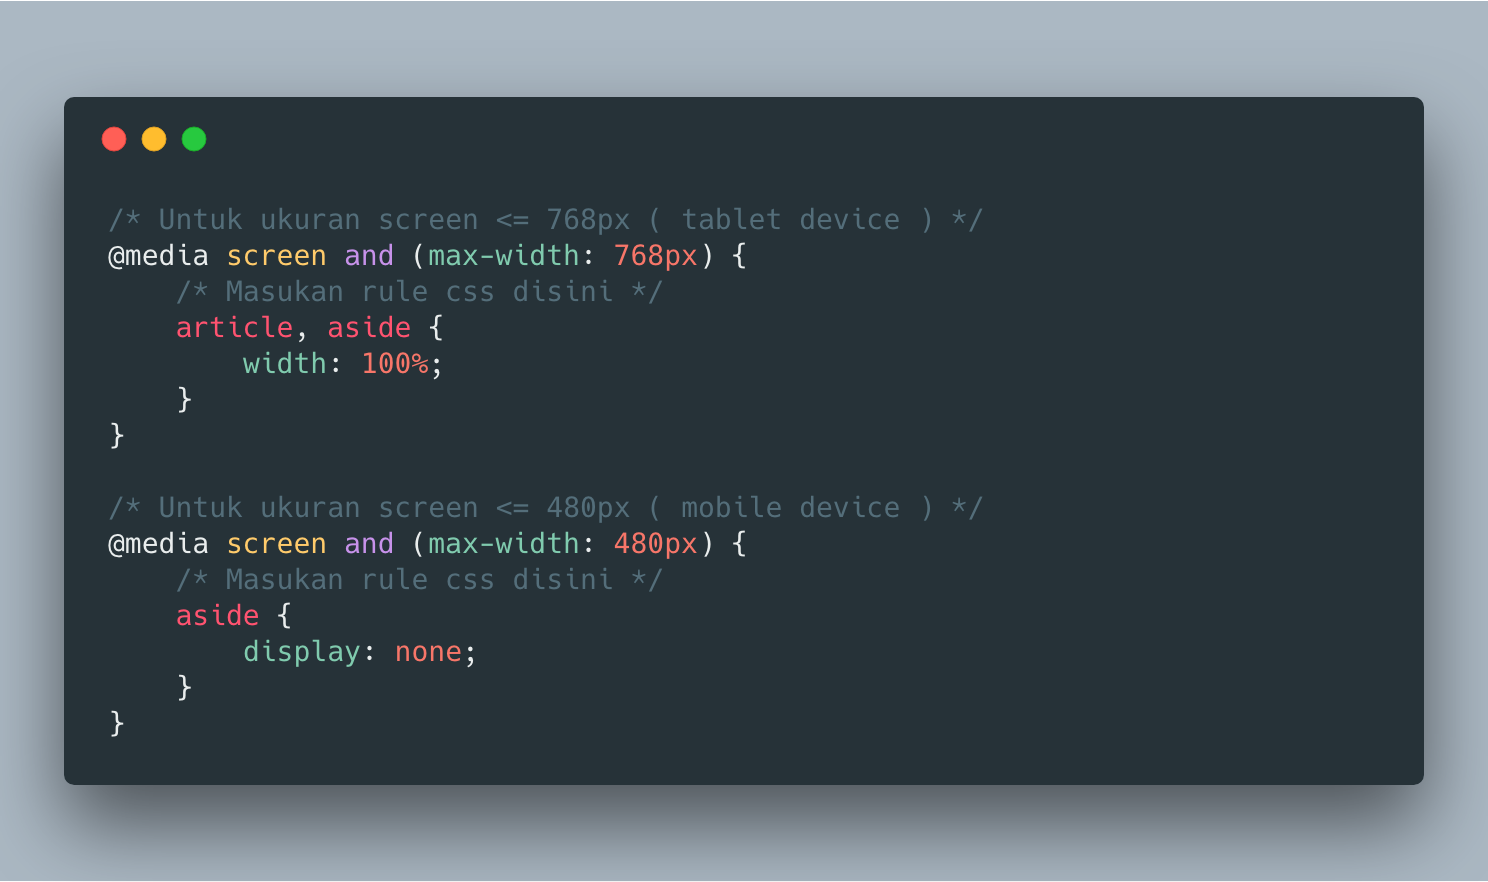 /* Untuk ukuran screen <= 768px ( tablet device ) */
@media screen and (max-width: 768px) {
    /* Masukan rule css disini */
    article, aside {
        width: 100%;
    }
}

/* Untuk ukuran screen <= 480px ( mobile device ) */
@media screen and (max-width: 480px) {
    /* Masukan rule css disini */
    aside {
        display: none;
    }
}